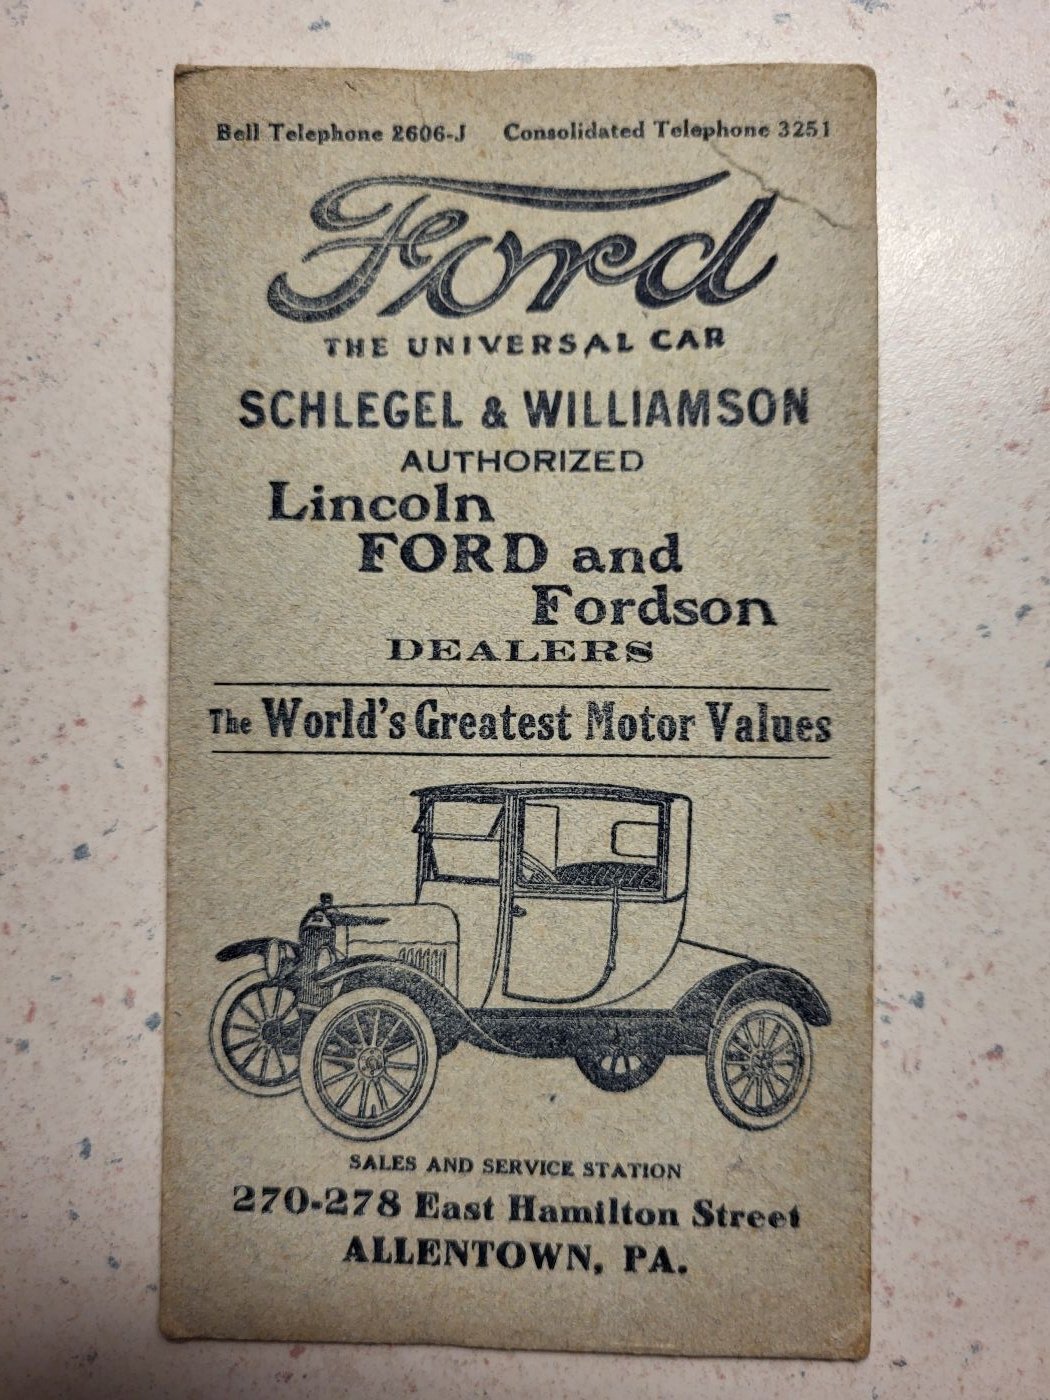 Bell Telephone 2606-J Consolidated Telephone 3251
Ford
THE UNIVERSAL CAR
SCHLEGEL & WILLIAMSON
AUTHORIZED
Lincoln
FORD and
Fordson
DEALERS
The World's Greatest Motor Values
SALES AND SERVICE STATION
270-278 East Hamilton Street
ALLENTOWN, PA.